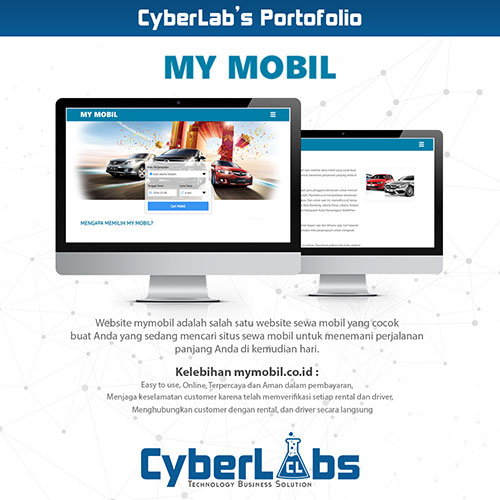 CyberLab's Portofolio
MY MOBIL
MY MOBIL
Cari Mobil
MENGAPA MEMILIH MY MOBIL?
Website mymobil adalah salah satu website sewa mobil yang cocok
buat Anda yang sedang mencari situs sewa mobil untuk menemani perjalanan
panjang Anda di kemudian hari.
Kelebihan mymobil.co.id :
Easy to use, Online, Terpercaya dan Aman dalam pembayaran,
Menjaga keselamatan customer karena telah memverifikasi setiap rental dan driver,
Menghubungkan customer dengan rental, dan driver secara langsung
CyberLabs
CL
Technology Business Solution